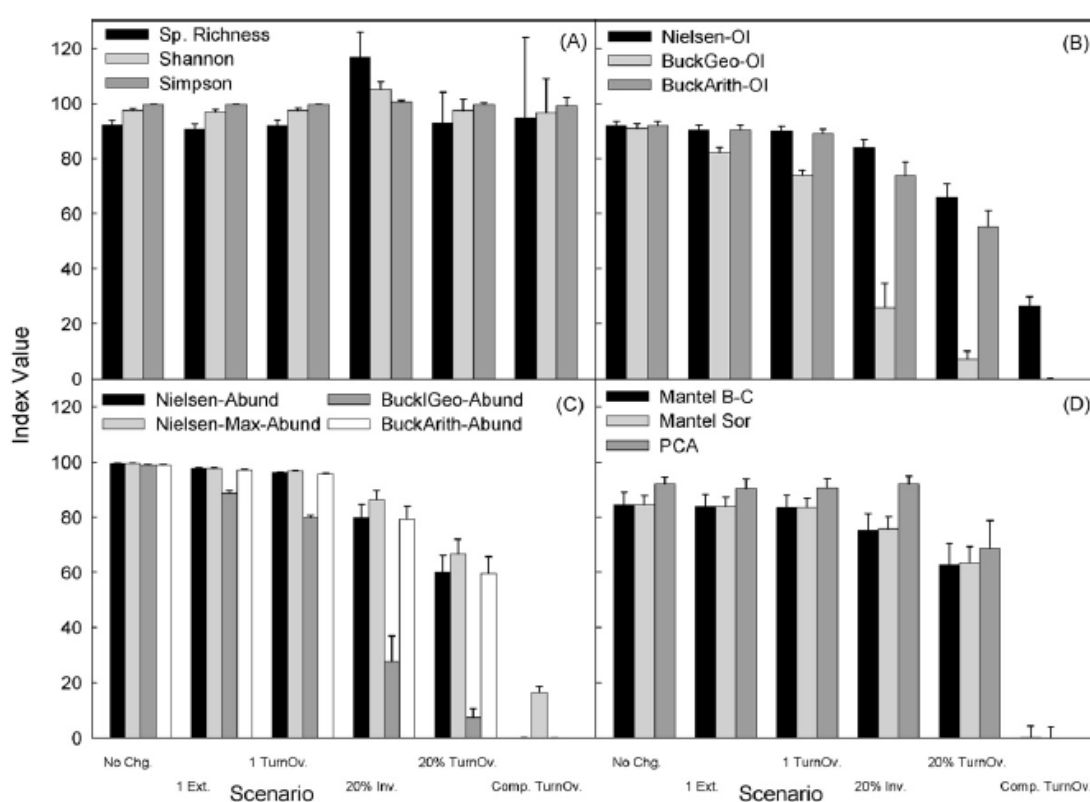 Sp. Richness
Shannon
Simpson
(A)
120
100
80
60
40
20
0
Nielsen-OI
BuckGeo-OI
BuckArith-OI
(B)
Index Value
Nielsen-Abund
Nielsen-Max-Abund
BucklGeo-Abund
BuckArith-Abund
(C)
120
100
80
60
40
20
0
Mantel B-C
Mantel Sor
PCA
(D)
No Chg.
1 Ext.
1 TurnOv.
20% Inv.
20% TurnOv.
Comp. TurnOv.
Scenario
No Chg.
1 Ext.
1 TurnOv.
20% Inv.
20% TurnOv.
Comp. TurnOv.
Scenario